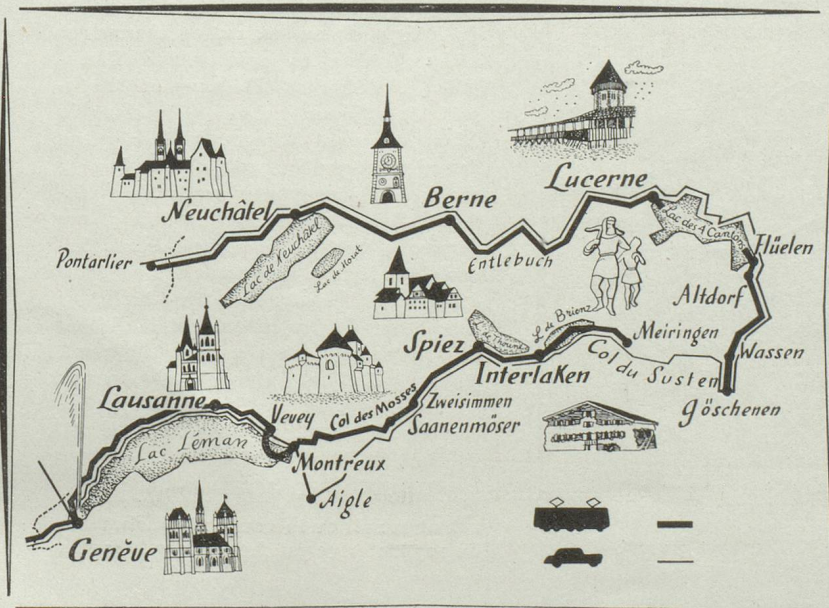 Lucerne
Neuchâtel
Berne
Lac des 4 Cantons
Flüelen
Pontarlier
Lac de Neuchâtel
Lac de Morat
Entlebuch
Altdorf
L. de Brienz
Meiringen
Spiez
de Thoune
Wassen
Interlaken
Col du Susten
Göschenen
Lausanne
Vevey
Col des Mosses
Zweisimmen
Saanenmöser
Lac Léman
Montreux
Aigle
Genève